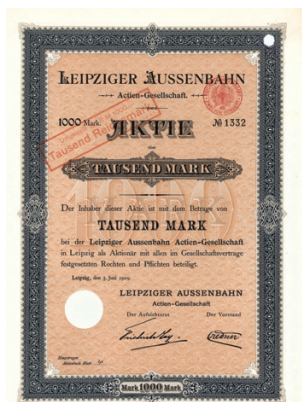 LEIPZIGER AUSSENBAHN
Actien-Gesellschaft.
1000 Mark.
№ 1332
AKTIE
über
TAUSEND MARK
Tausend Rei
Der Inhaber dieser Aktie ist mit dem Betrage von
TAUSEND MARK
bei der Leipziger Aussenbahn Actien-Gesellschaft
in Leipzig als Aktionär mit allen im Gesellschaftsvertrage
festgesetzten Rechten und Pflichten beteiligt.
Leipzig, den 3. Juli 1909.
LEIPZIGER AUSSENBAHN
Actien-Gesellschaft
Der Aufsichtsrat
Der Vorstand
Mark 1000 Mark